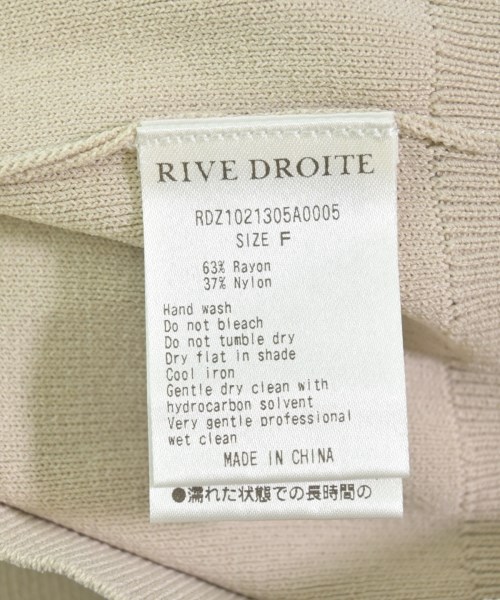 RIVE DROITE
RDZ1021305A0005
SIZE F
63% Rayon
37% Nylon
Hand wash
Do not bleach
Do not tumble dry
Dry flat in shade
Cool iron
Gentle dry clean with
hydrocarbon solvent
Very gentle professional
wet clean
MADE IN CHINA
●濡れた状態での長時間の